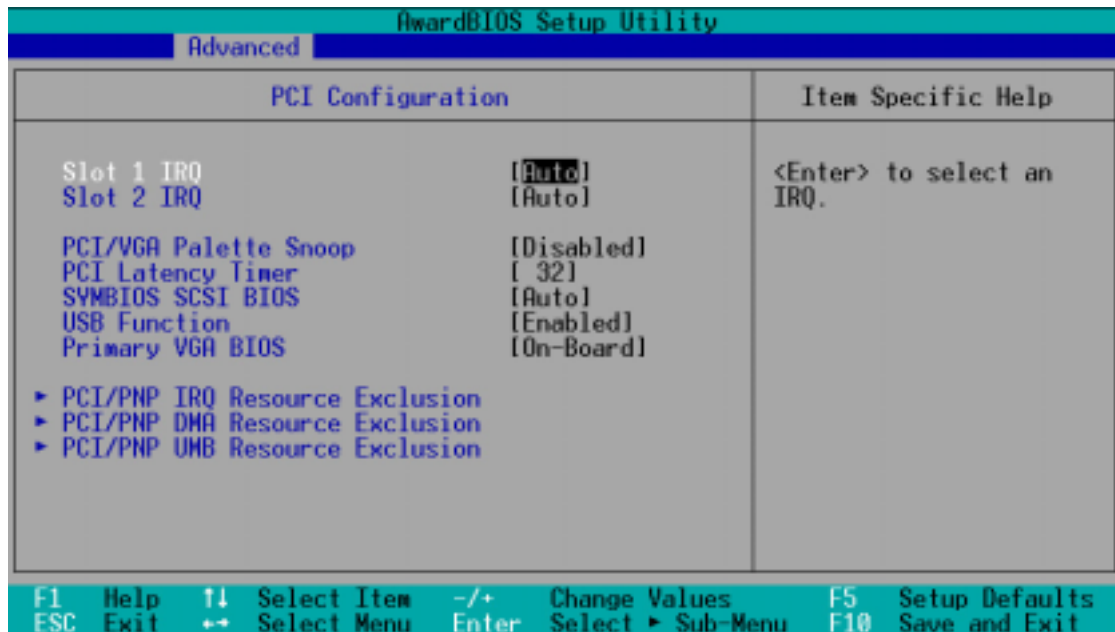 AwardBIOS Setup Utility
Advanced
PCI Configuration
Item Specific Help
Slot 1 IRQ [Auto]
Slot 2 IRQ [Auto]
<Enter> to select an
IRQ.
PCI/VGA Palette Snoop [Disabled]
PCI Latency Timer [ 32]
SYMBIOS SCSI BIOS [Auto]
USB Function [Enabled]
Primary VGA BIOS [On-Board]
► PCI/PNP IRQ Resource Exclusion
► PCI/PNP DMA Resource Exclusion
► PCI/PNP UMB Resource Exclusion
F1 Help ↑↓ Select Item -/+ Change Values F5 Setup Defaults
ESC Exit ←→ Select Menu Enter Select ► Sub-Menu F10 Save and Exit